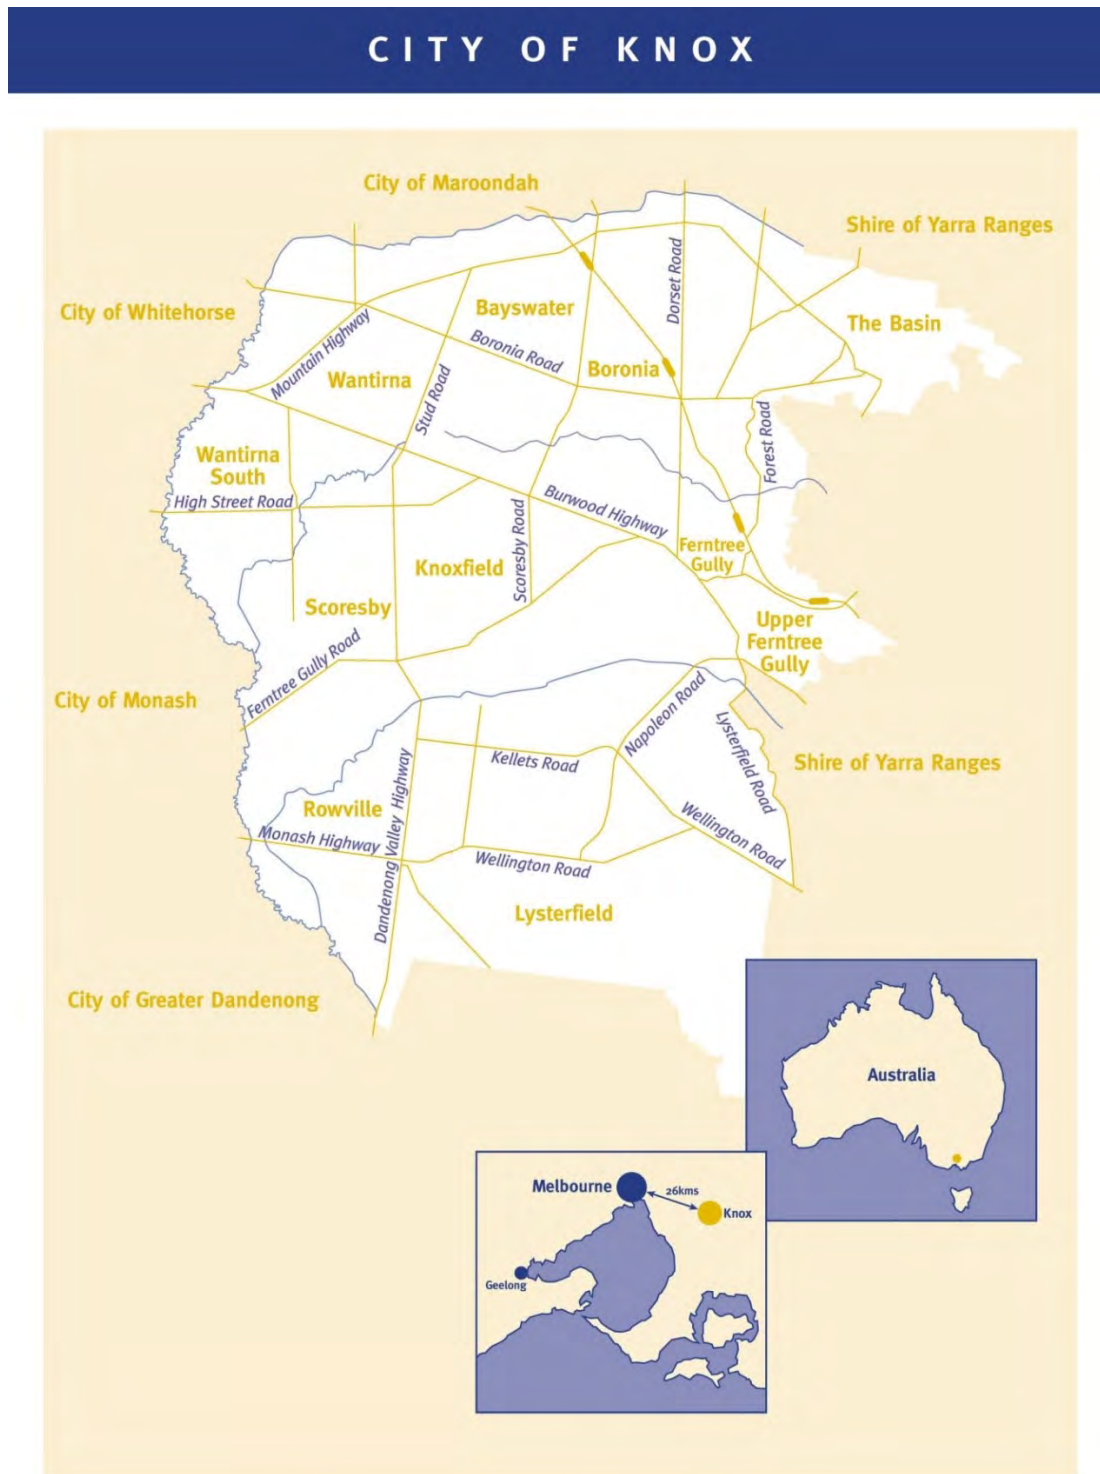 CITY OF KNOX
City of Maroondah
Shire of Yarra Ranges
City of Whitehorse
Bayswater
The Basin
Dorset Road
Mountain Highway
Boronia Road
Boronia
Wantirna
Stud Road
Forest Road
Wantirna
South
High Street Road
Burwood Highway
Scoresby Road
Ferntree
Gully
Knoxfield
Scoresby
Upper
Ferntree
Gully
Ferntree Gully Road
City of Monash
Napoleon Road
Lysterfield Road
Kellets Road
Shire of Yarra Ranges
Dandenong Valley Highway
Rowville
Monash Highway
Wellington Road
Wellington Road
Lysterfield
City of Greater Dandenong
Australia
Melbourne
26kms
Knox
Geelong